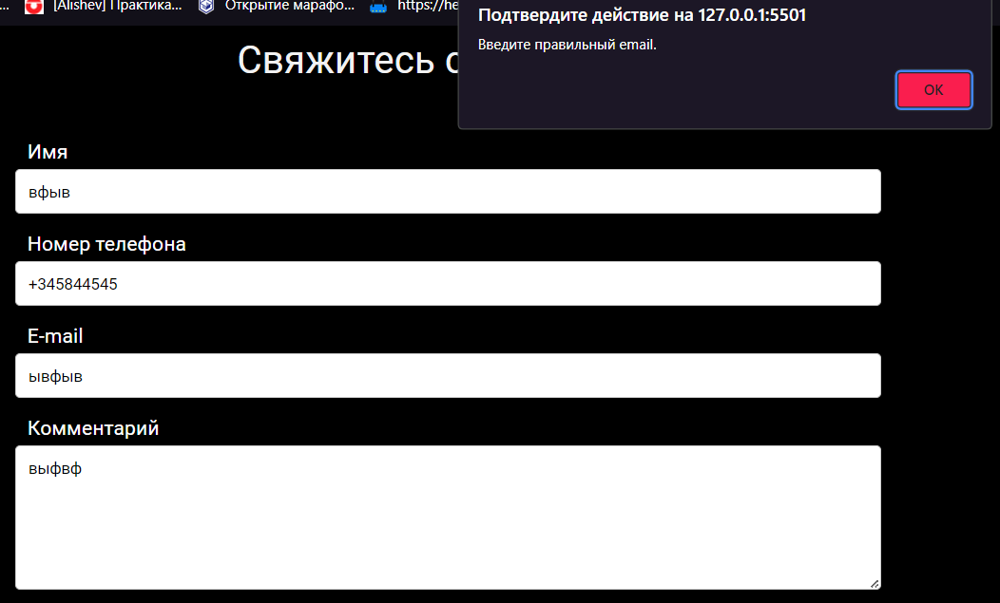 ... [Alishev] Практика... Открытие марафо... https://he
Подтвердите действие на 127.0.0.1:5501
Введите правильный email.
OK
Свяжитесь с
Имя
вфыв
Номер телефона
+345844545
E-mail
ывфыв
Комментарий
выфвф